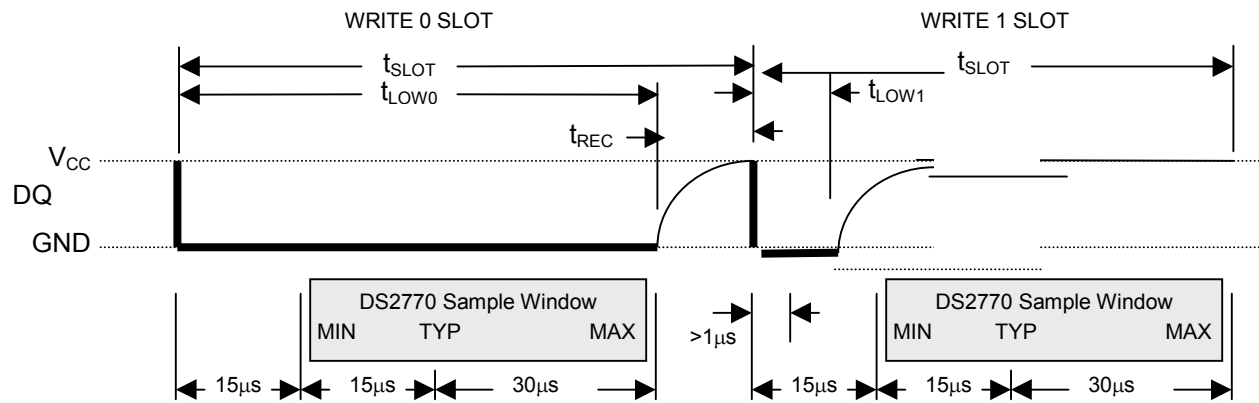 WRITE 0 SLOT WRITE 1 SLOT
tSLOT tSLOT
tLOW0 tLOW1
tREC
VCC
DQ
GND
DS2770 Sample Window DS2770 Sample Window
MIN TYP MAX >1μs MIN TYP MAX
15μs 15μs 30μs 15μs 15μs 30μs